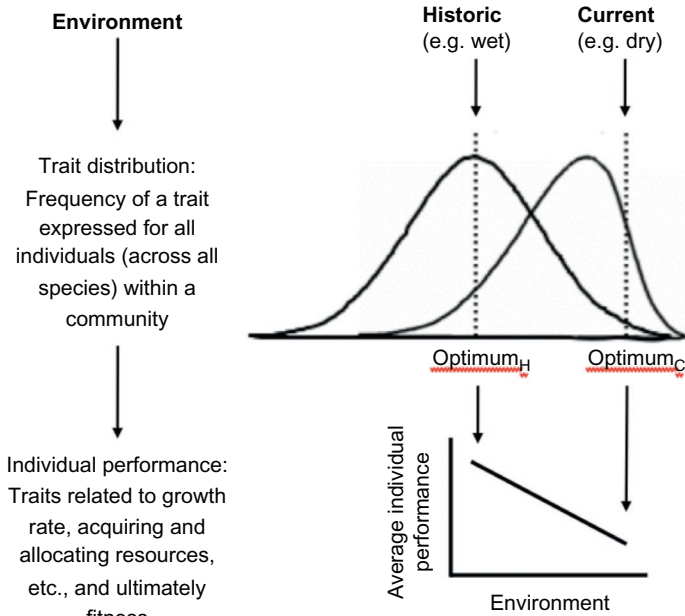 Environment
Historic
(e.g. wet)
Current
(e.g. dry)
Trait distribution:
Frequency of a trait
expressed for all
individuals (across all
species) within a
community
OptimumH
OptimumC
Individual performance:
Traits related to growth
rate, acquiring and
allocating resources,
etc., and ultimately
fitness
Average individual
performance
Environment